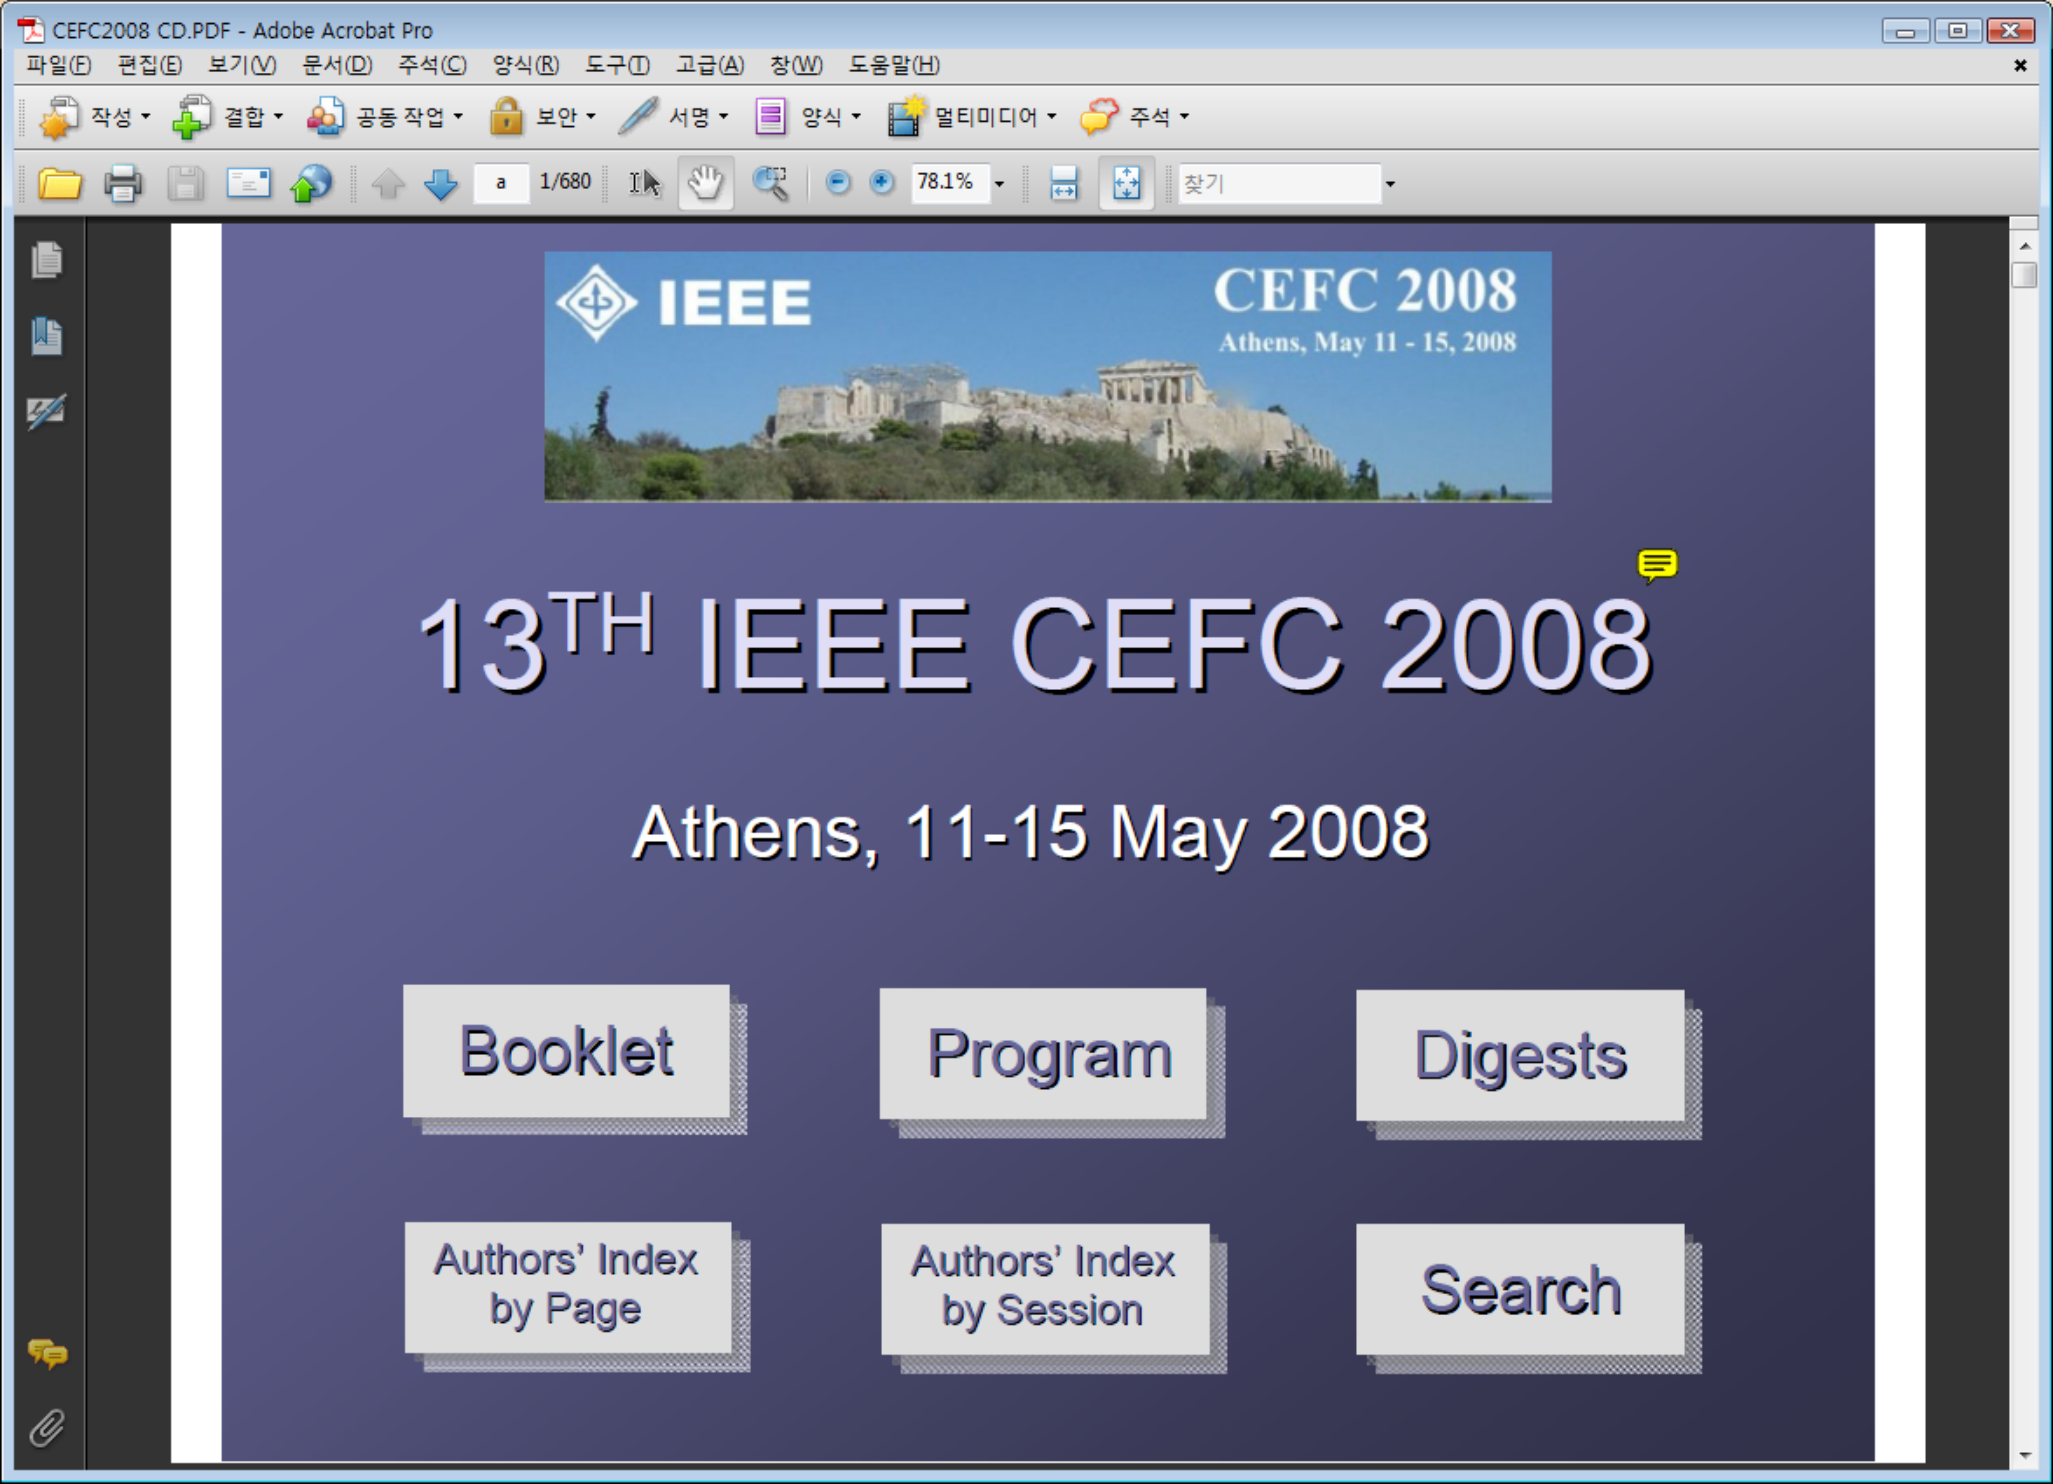 CEFC2008 CD.PDF - Adobe Acrobat Pro
파일(F) 편집(E) 보기(V) 문서(D) 주석(C) 양식(R) 도구(T) 고급(A) 창(W) 도움말(H)
작성 결합 공동 작업 보안 서명 양식 멀티미디어 주석
a 1/680 78.1% 찾기
IEEE
CEFC 2008
Athens, May 11 - 15, 2008
13TH IEEE CEFC 2008
Athens, 11-15 May 2008
Booklet Program Digests
Authors' Index
by Page
Authors' Index
by Session
Search